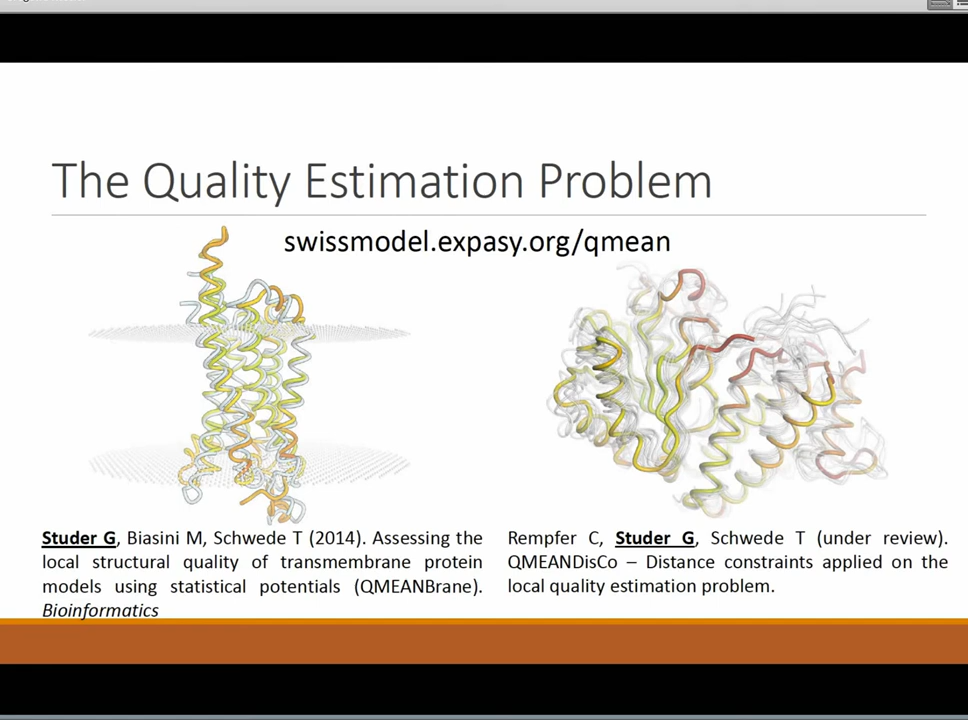 The Quality Estimation Problem
swissmodel.expasy.org/qmean
Studer G, Biasini M, Schwede T (2014). Assessing the
local structural quality of transmembrane protein
models using statistical potentials (QMEANBrane).
Bioinformatics
Rempfer C, Studer G, Schwede T (under review).
QMEANDisCo – Distance constraints applied on the
local quality estimation problem.